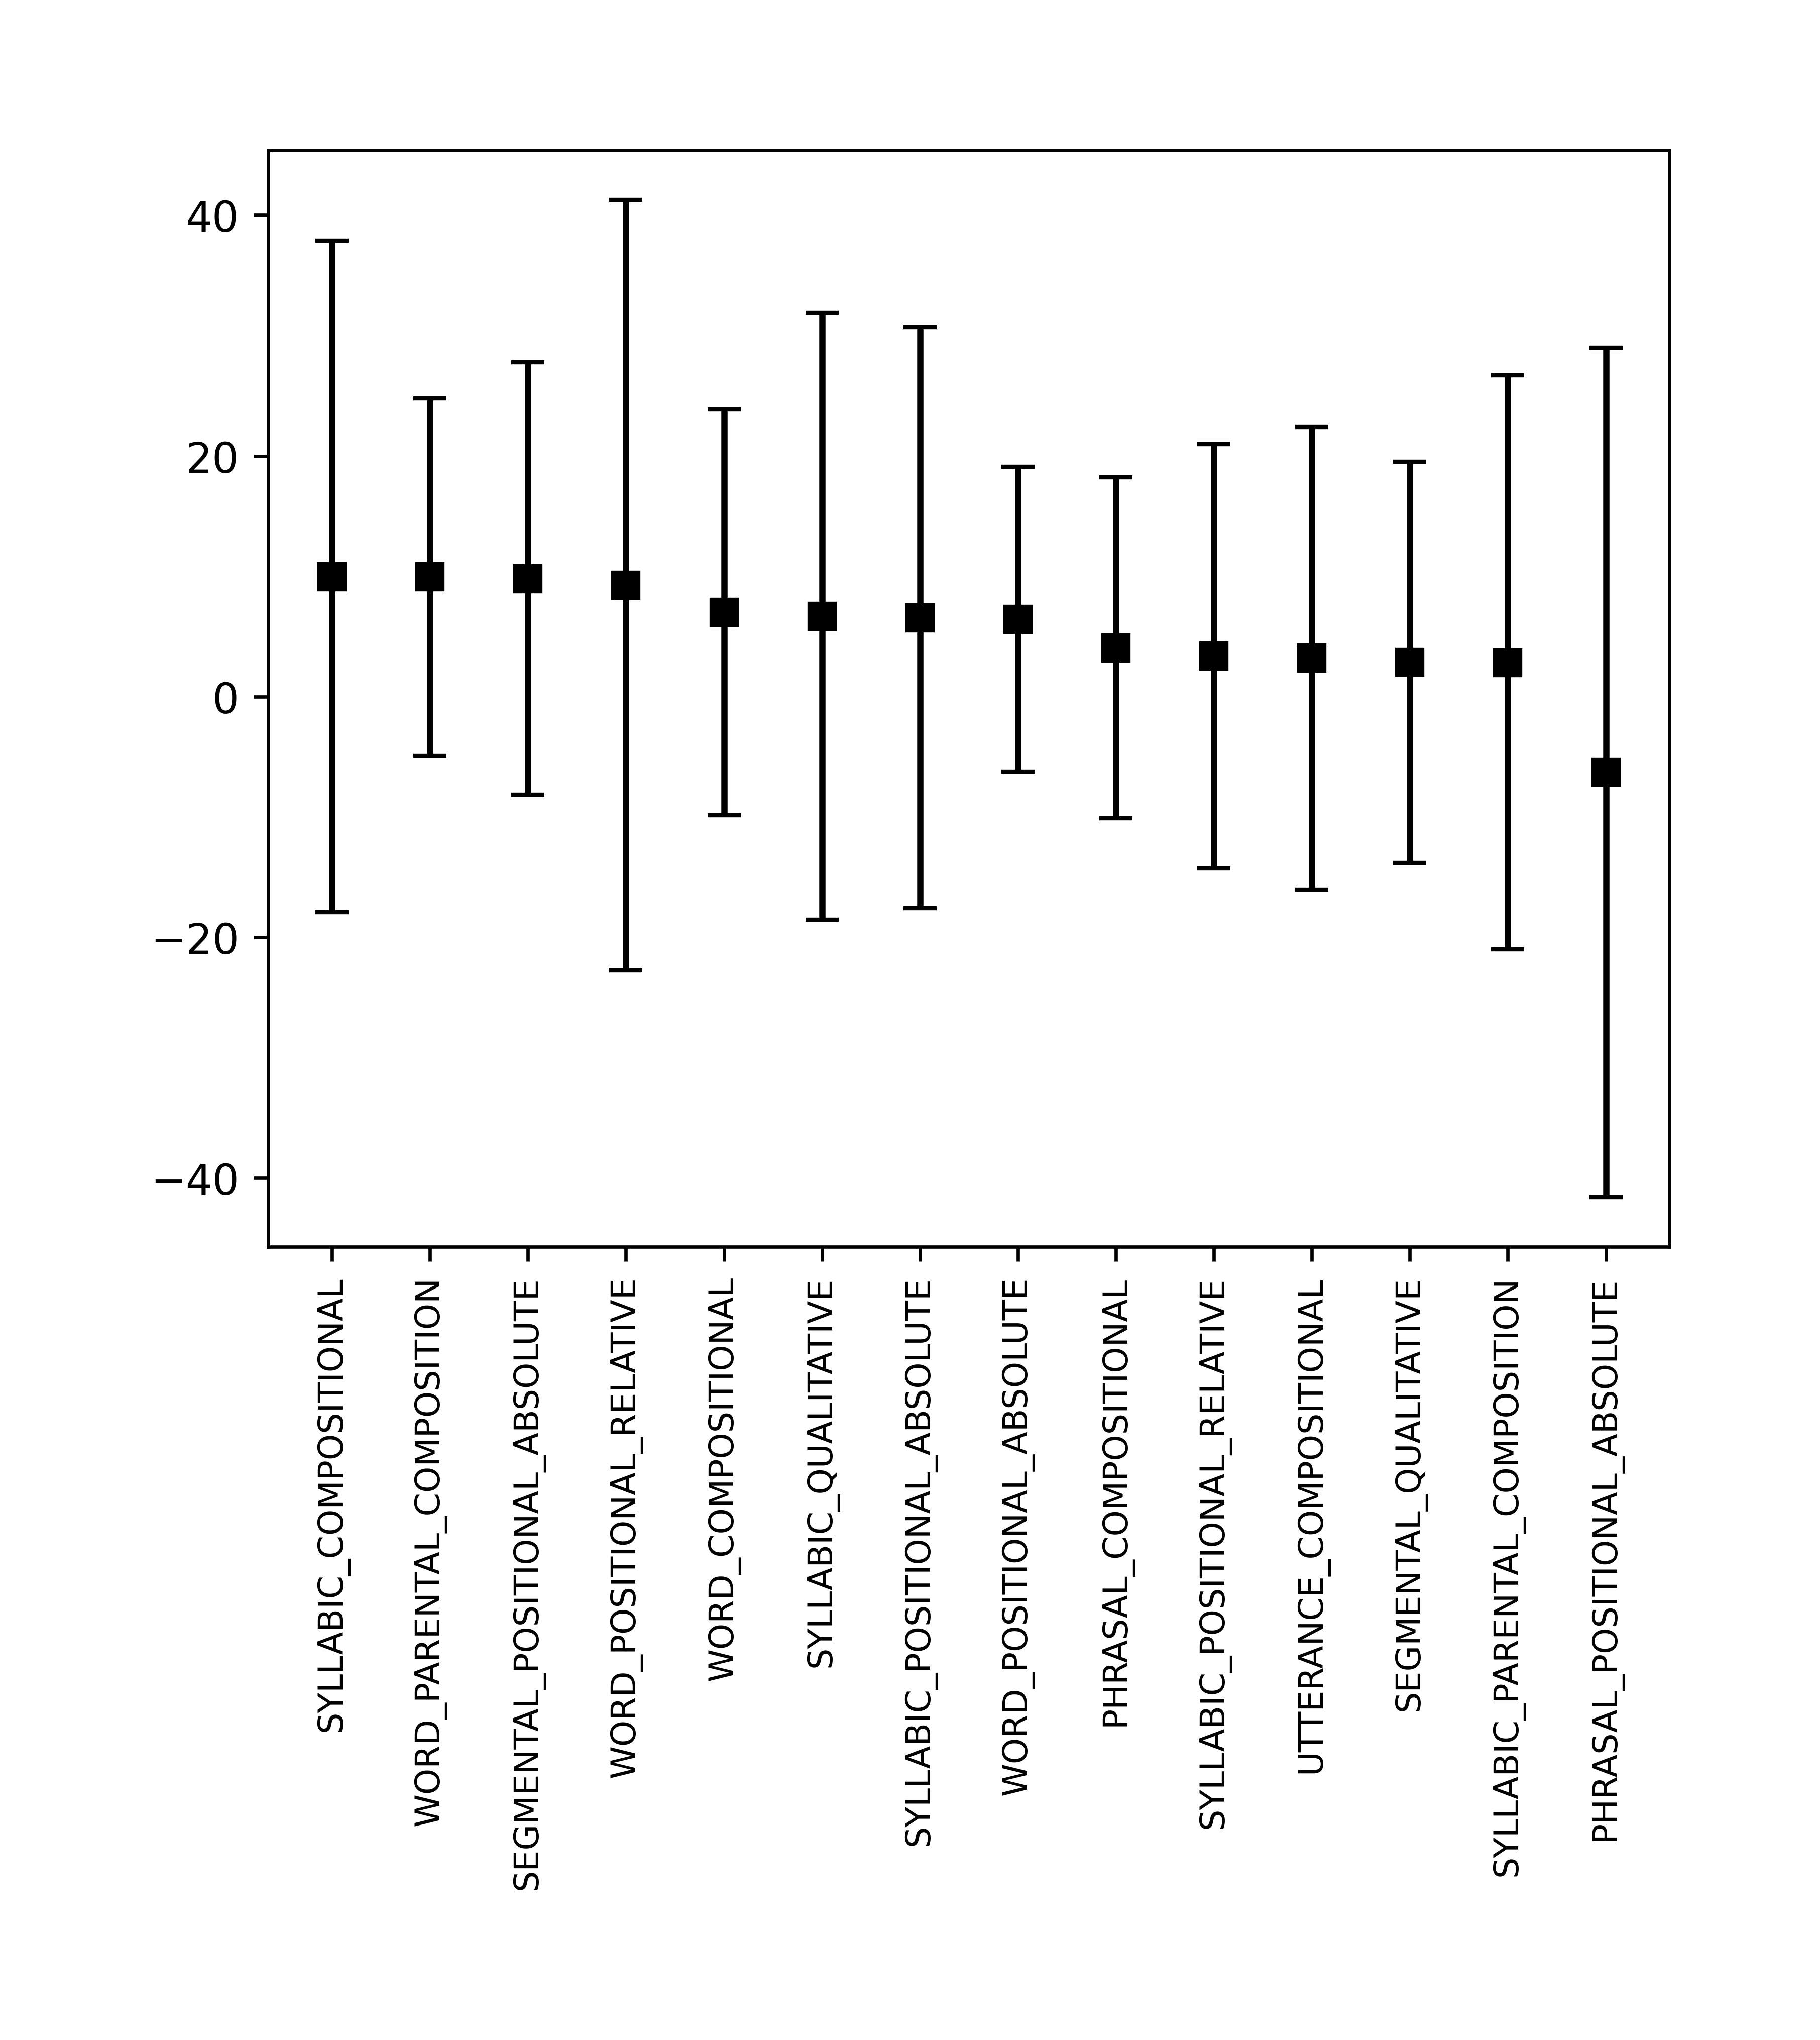 40
20
0
−20
−40
SYLLABIC_COMPOSITIONAL
WORD_PARENTAL_COMPOSITION
SEGMENTAL_POSITIONAL_ABSOLUTE
WORD_POSITIONAL_RELATIVE
WORD_COMPOSITIONAL
SYLLABIC_QUALITATIVE
SYLLABIC_POSITIONAL_ABSOLUTE
WORD_POSITIONAL_ABSOLUTE
PHRASAL_COMPOSITIONAL
SYLLABIC_POSITIONAL_RELATIVE
UTTERANCE_COMPOSITIONAL
SEGMENTAL_QUALITATIVE
SYLLABIC_PARENTAL_COMPOSITION
PHRASAL_POSITIONAL_ABSOLUTE